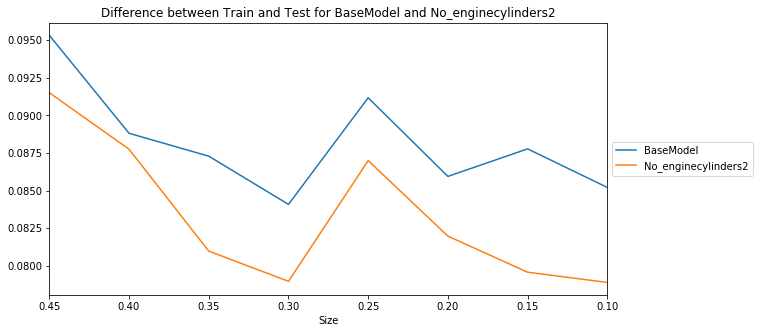 Difference between Train and Test for BaseModel and No_enginecylinders2
0.0950
0.0925
0.0900
0.0875
0.0850
0.0825
0.0800
BaseModel
No_enginecylinders2
0.45 0.40 0.35 0.30 0.25 0.20 0.15 0.10
Size